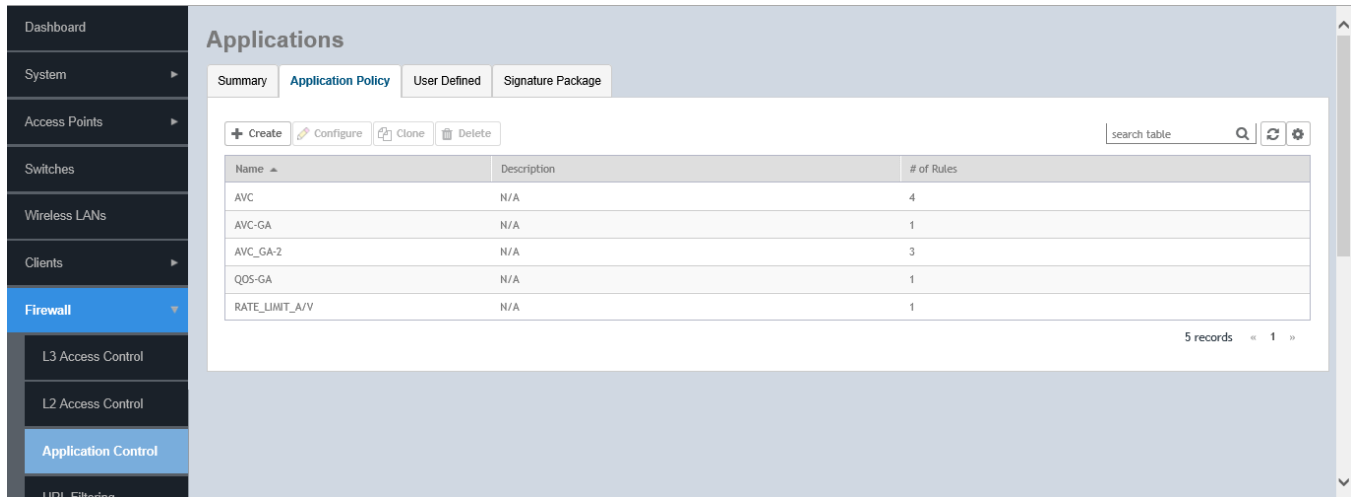 Dashboard
System
Access Points
Switches
Wireless LANs
Clients
Firewall
L3 Access Control
L2 Access Control
Application Control
URL Filtering
Applications
Summary Application Policy User Defined Signature Package
Create Configure Clone Delete search table
Name Description # of Rules
AVC N/A 4
AVC-GA N/A 1
AVC_GA-2 N/A 3
QOS-GA N/A 1
RATE_LIMIT_A/V N/A 1
5 records « 1 »